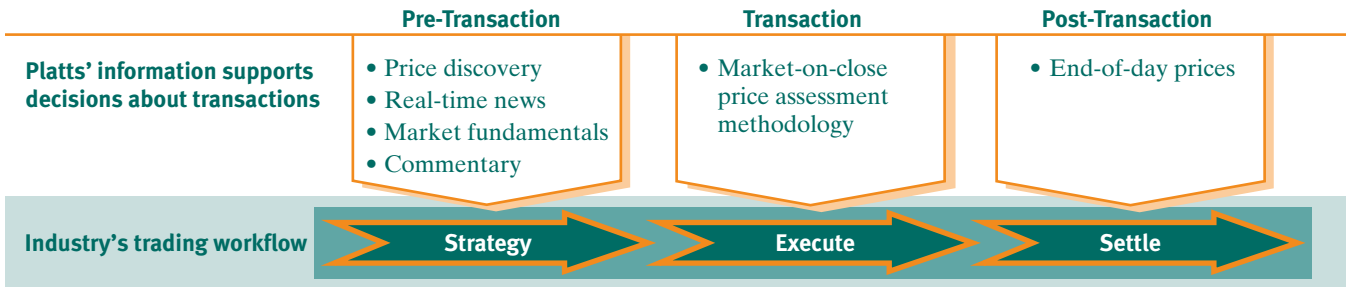 Pre-Transaction
Transaction
Post-Transaction
Platts’ information supports
decisions about transactions
• Price discovery
• Real-time news
• Market fundamentals
• Commentary
• Market-on-close
price assessment
methodology
• End-of-day prices
Industry’s trading workflow
Strategy
Execute
Settle